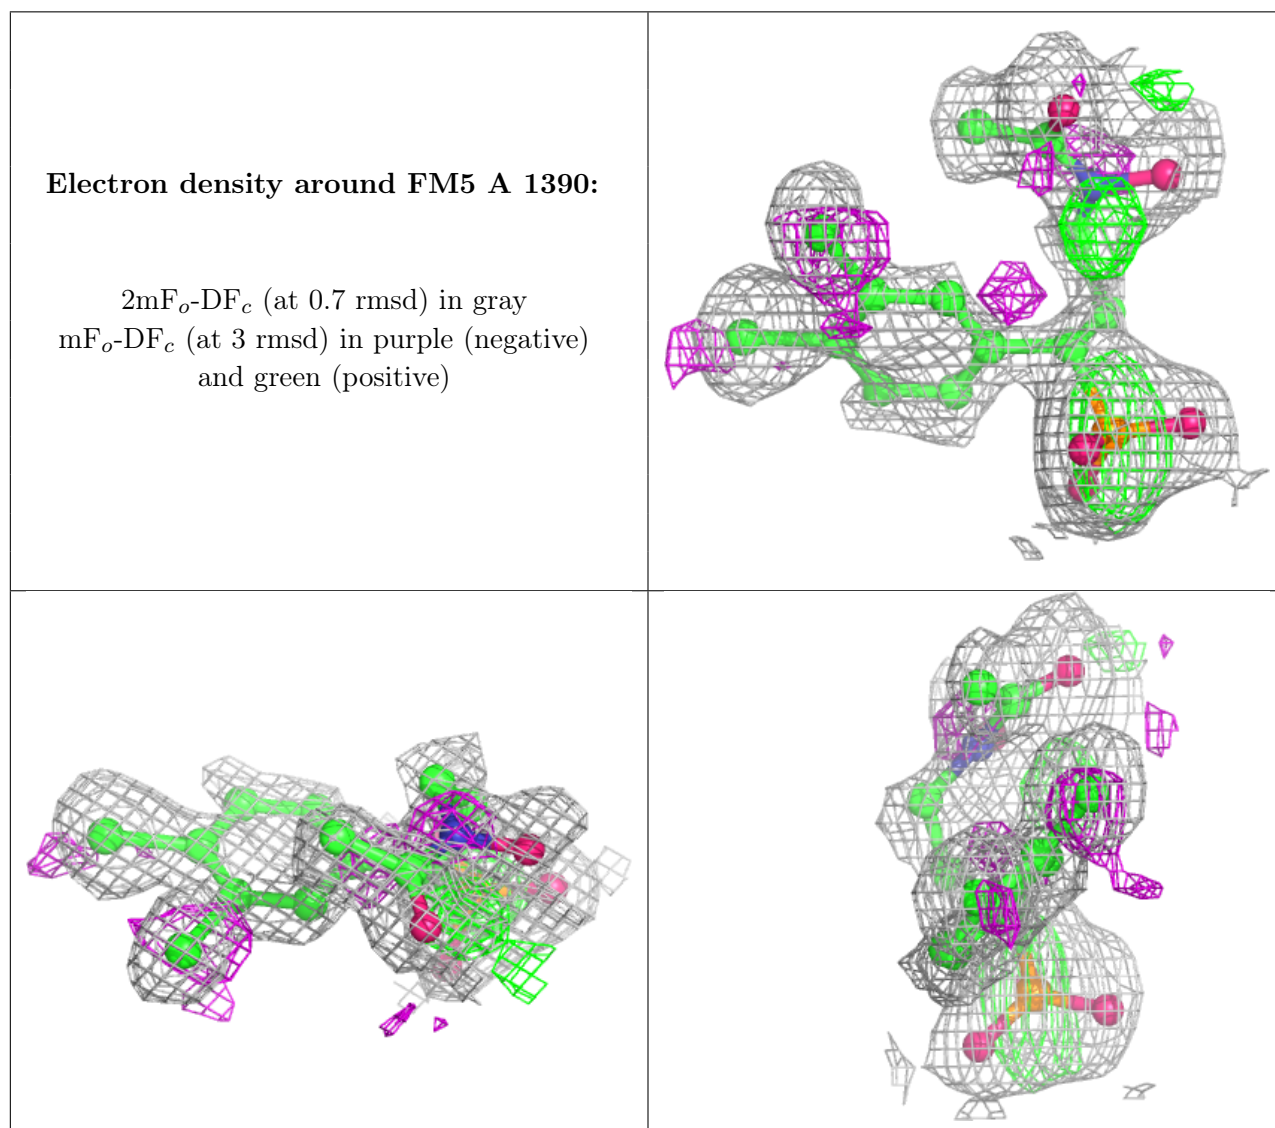 Electron density around FM5 A 1390:
2mFo-DFc (at 0.7 rmsd) in gray
mFo-DFc (at 3 rmsd) in purple (negative)
and green (positive)